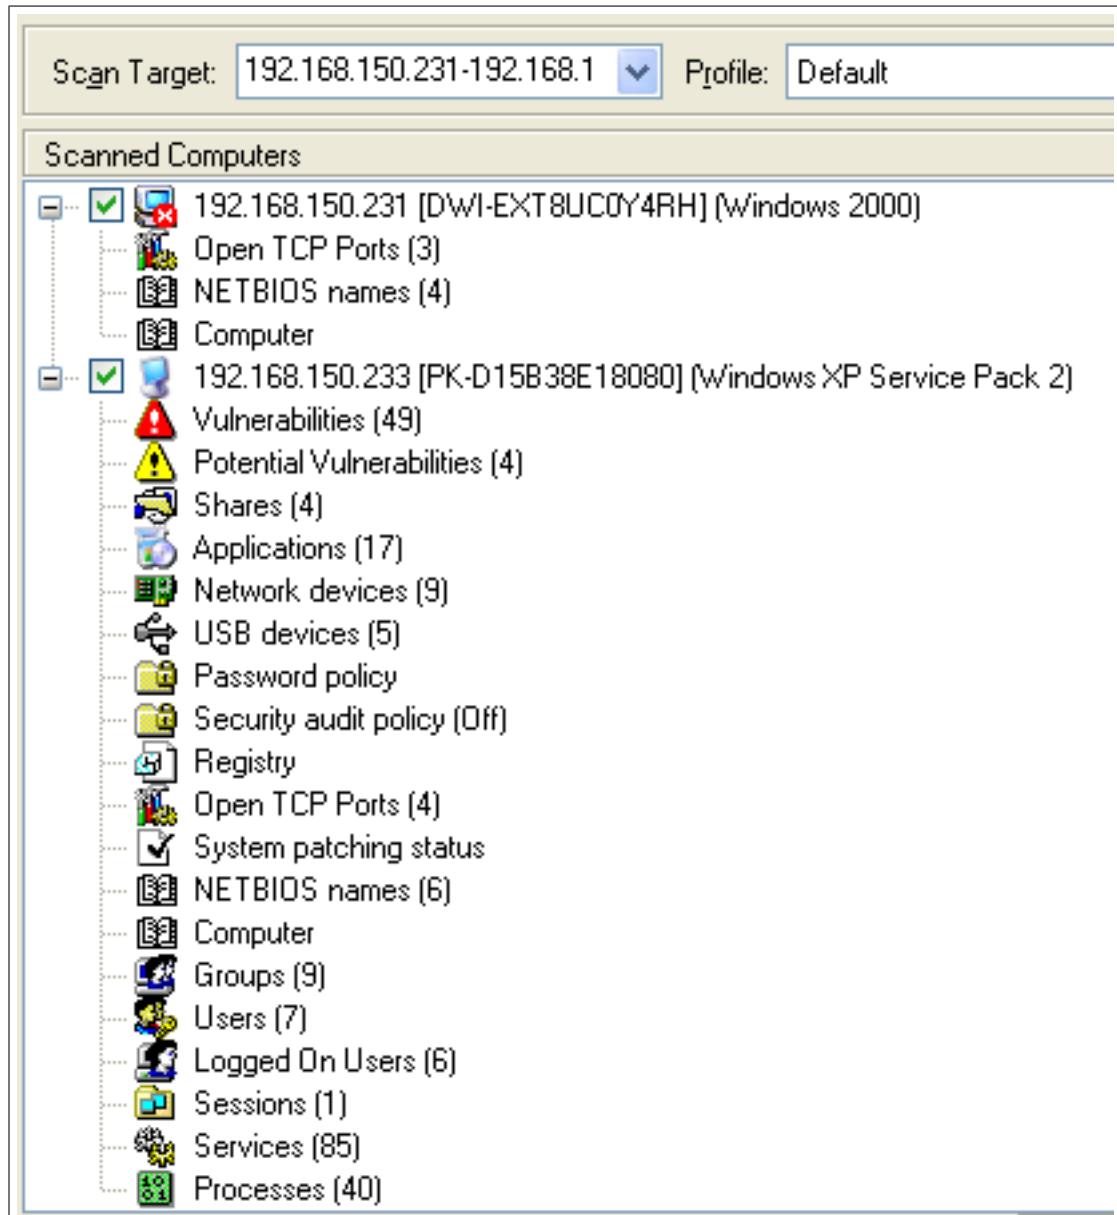 Scan Target: 192.168.150.231-192.168.1 Profile: Default
Scanned Computers
192.168.150.231 [DWI-EXT8UC0Y4RH] (Windows 2000)
Open TCP Ports (3)
NETBIOS names (4)
Computer
192.168.150.233 [PK-D15B38E18080] (Windows XP Service Pack 2)
Vulnerabilities (49)
Potential Vulnerabilities (4)
Shares (4)
Applications (17)
Network devices (9)
USB devices (5)
Password policy
Security audit policy (Off)
Registry
Open TCP Ports (4)
System patching status
NETBIOS names (6)
Computer
Groups (9)
Users (7)
Logged On Users (6)
Sessions (1)
Services (85)
Processes (40)